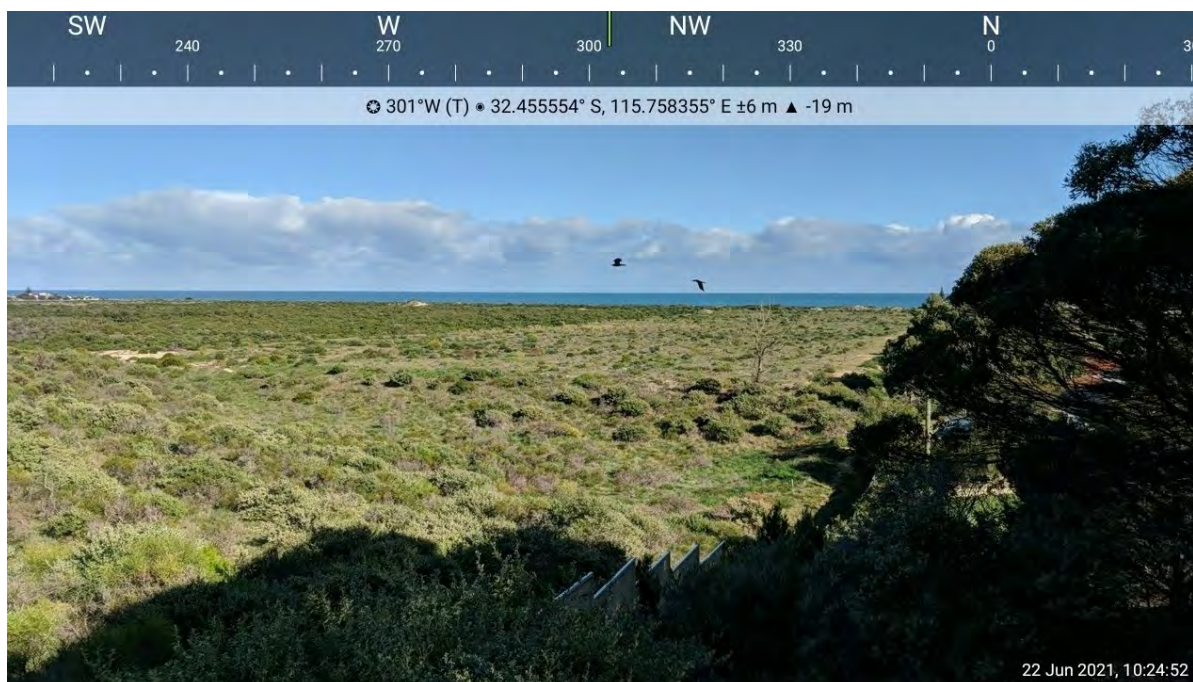 SW W NW N
240 270 300 330 0
301°W (T) ● 32.455554° S, 115.758355° E ±6 m ▲ -19 m
22 Jun 2021, 10:24:52